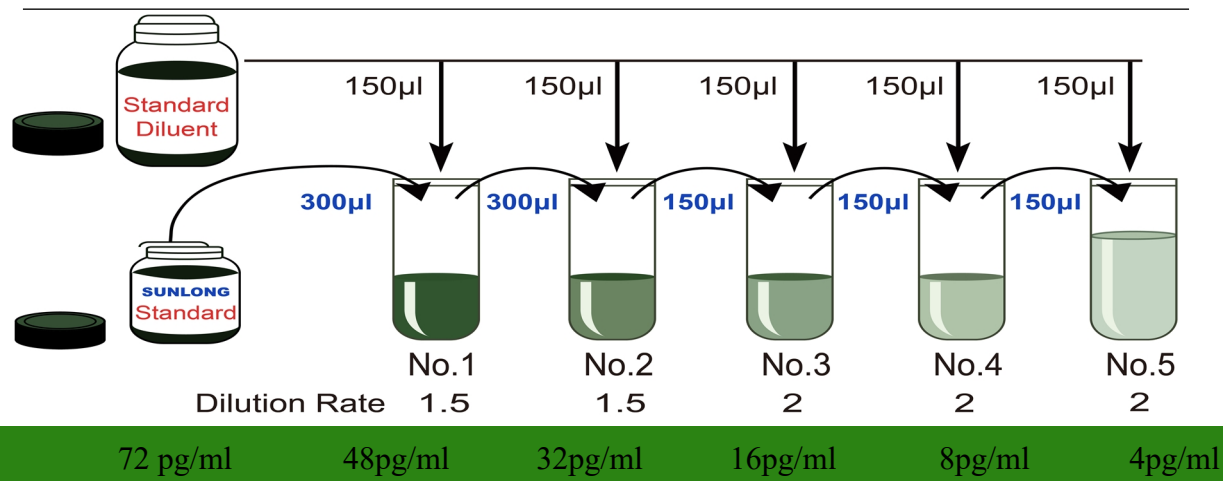 150µl 150µl 150µl 150µl 150µl
Standard
Diluent
300µl 300µl 150µl 150µl 150µl
SUNLONG
Standard
No.1 No.2 No.3 No.4 No.5
Dilution Rate 1.5 1.5 2 2 2
72 pg/ml 48pg/ml 32pg/ml 16pg/ml 8pg/ml 4pg/ml